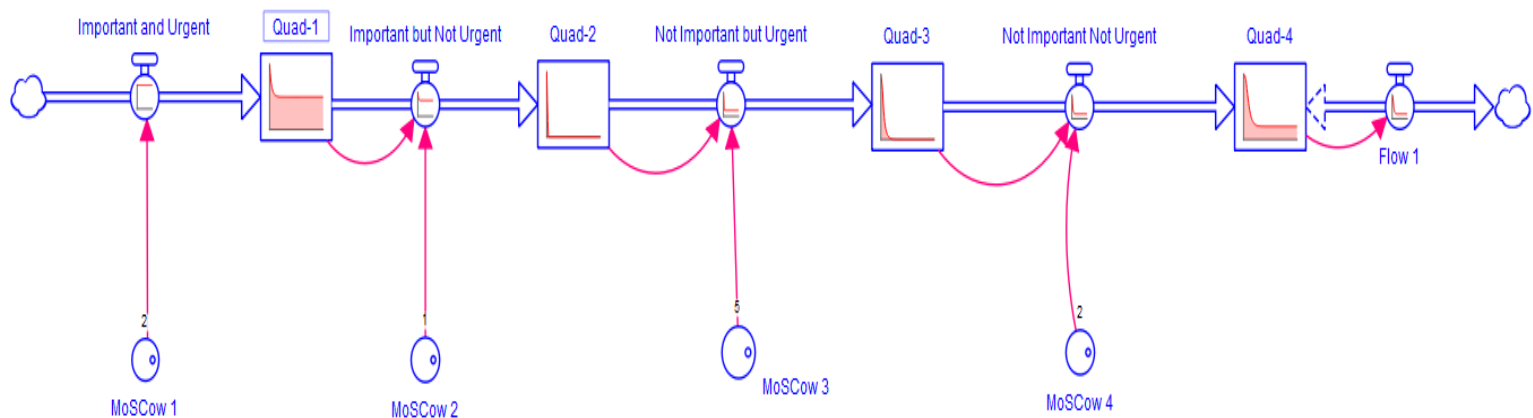 Important and Urgent
Quad-1
Important but Not Urgent
Quad-2
Not Important but Urgent
Quad-3
Not Important Not Urgent
Quad-4
Flow 1
2
1
5
2
MoSCow 1
MoSCow 2
MoSCow 3
MoSCow 4